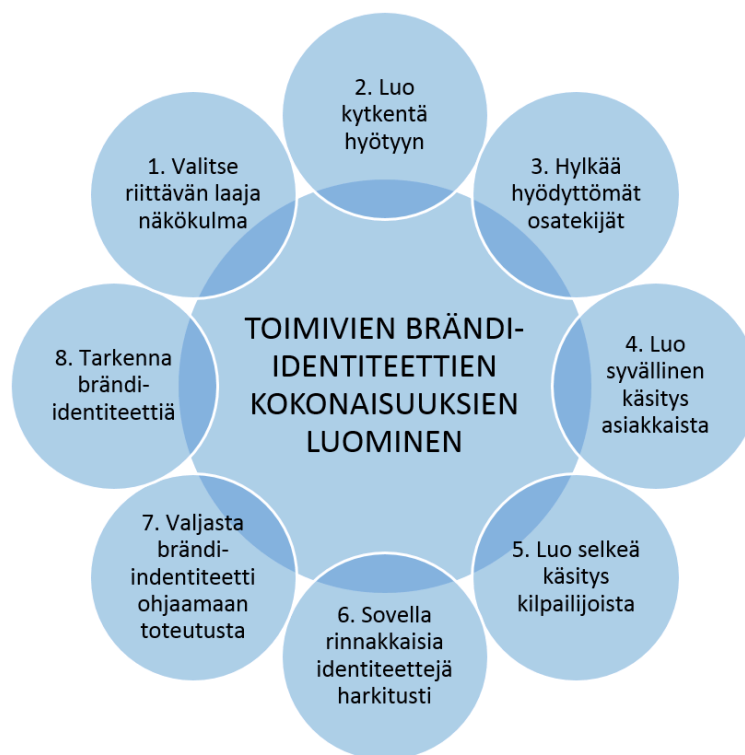 2. Luo
kytkentä
hyötyyn
1. Valitse
riittävän laaja
näkökulma
3. Hylkää
hyödyttömät
osatekijät
TOIMIVIEN BRÄNDI-
IDENTITEETTIEN
KOKONAISUUKSIEN
LUOMINEN
8. Tarkenna
brändi-
identiteettiä
4. Luo
syvällinen
käsitys
asiakkaista
7. Valjasta
brändi-
indentiteetti
ohjaamaan
toteutusta
5. Luo selkeä
käsitys
kilpailijoista
6. Sovella
rinnakkaisia
identiteettejä
harkitusti